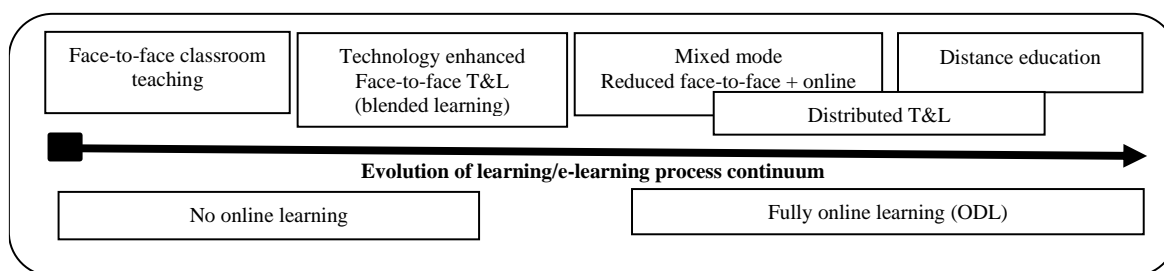 Face-to-face classroom
teaching
Technology enhanced
Face-to-face T&L
(blended learning)
Mixed mode
Reduced face-to-face + online
Distance education
Distributed T&L
Evolution of learning/e-learning process continuum
No online learning
Fully online learning (ODL)